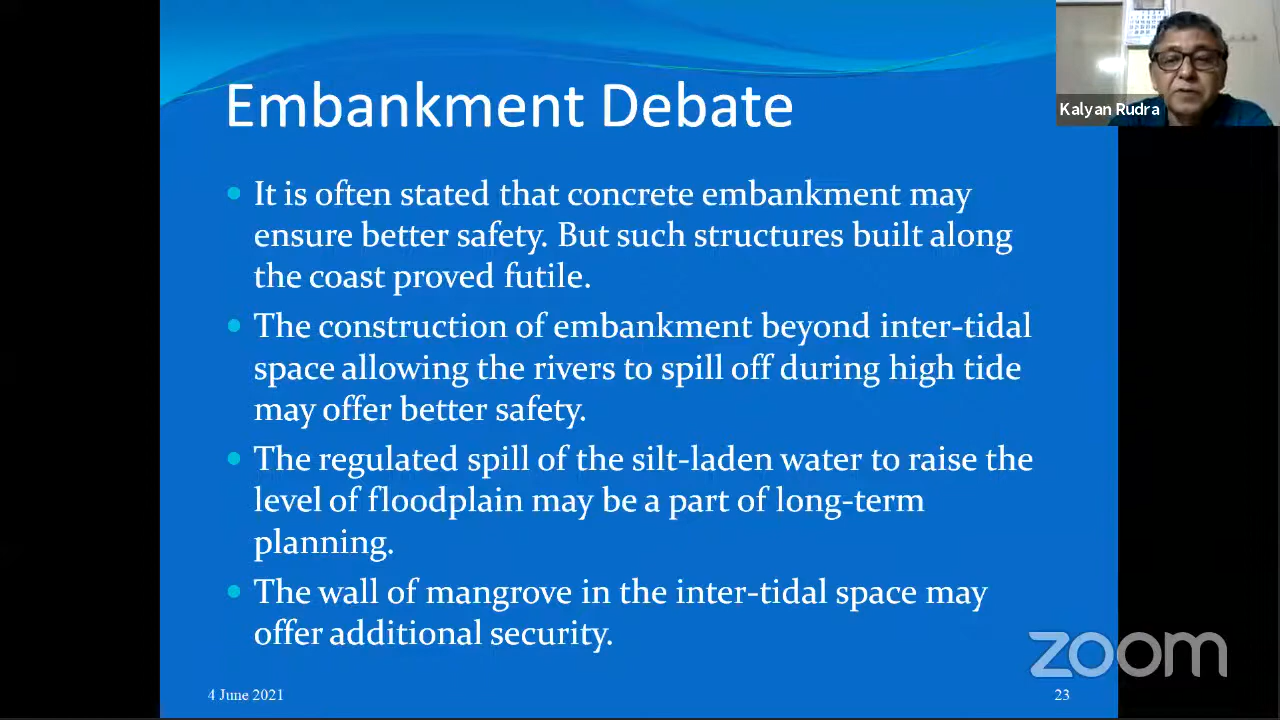 Embankment Debate
Kalyan Rudra
It is often stated that concrete embankment may
ensure better safety. But such structures built along
the coast proved futile.
The construction of embankment beyond inter-tidal
space allowing the rivers to spill off during high tide
may offer better safety.
The regulated spill of the silt-laden water to raise the
level of floodplain may be a part of long-term
planning.
The wall of mangrove in the inter-tidal space may
offer additional security.
zoom
4 June 2021
23